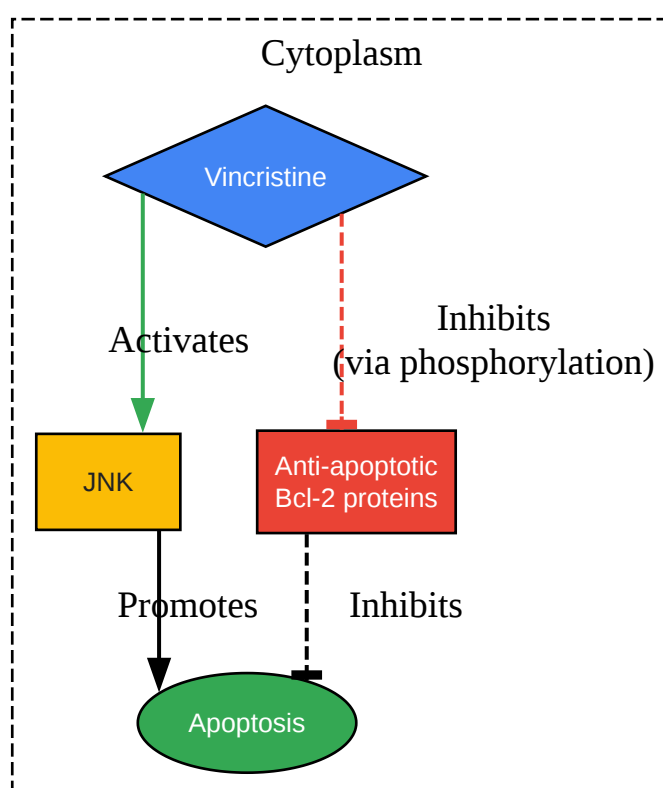 Cytoplasm
Vincristine
Activates
Inhibits
(via phosphorylation)
JNK
Anti-apoptotic
Bcl-2 proteins
Promotes
Inhibits
Apoptosis